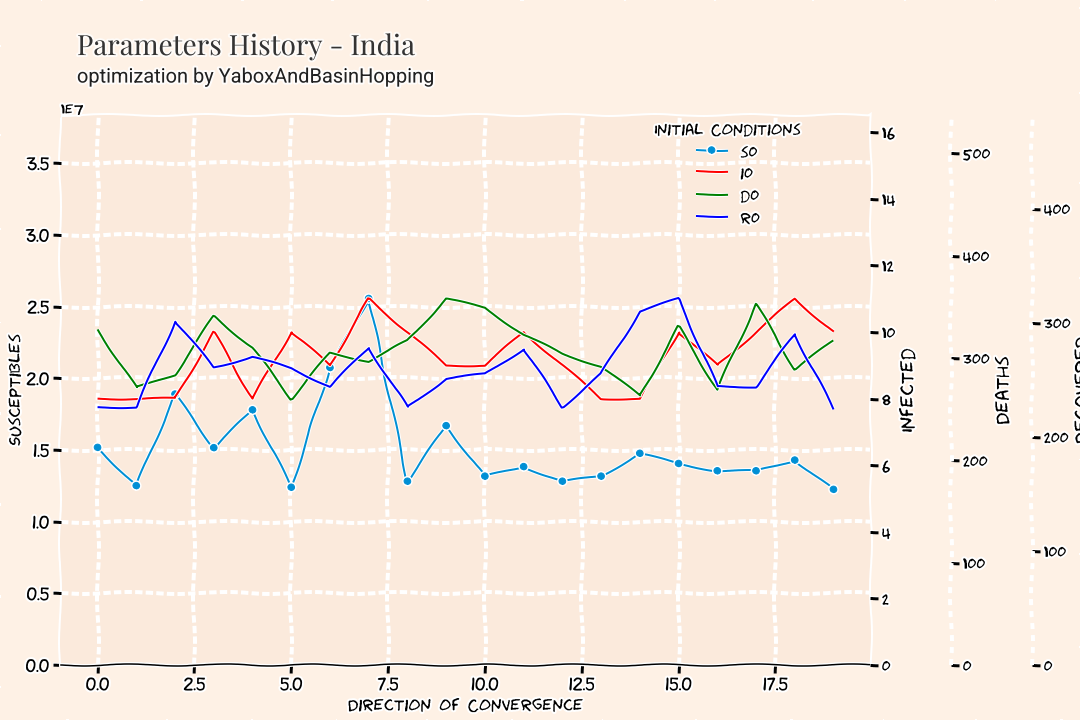 Parameters History - India
optimization by YaboxAndBasinHopping
1E7
INITIAL CONDITIONS
S0
I0
D0
R0
3.5
3.0
2.5
2.0
1.5
1.0
0.5
0.0
SUSCEPTIBLES
0.0 2.5 5.0 7.5 10.0 12.5 15.0 17.5
DIRECTION OF CONVERGENCE
16
14
12
10
8
6
4
2
0
INFECTED
500
400
300
200
100
0
DEATHS
400
300
200
100
0